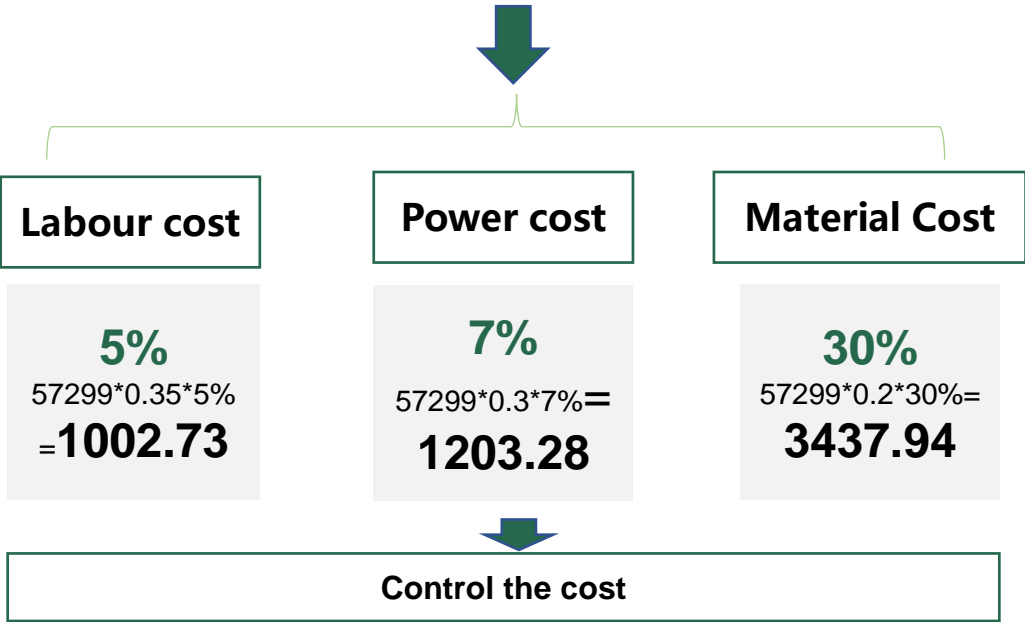 Labour cost
5%
57299*0.35*5%
=1002.73
Power cost
7%
57299*0.3*7%=
1203.28
Material Cost
30%
57299*0.2*30%=
3437.94
Control the cost